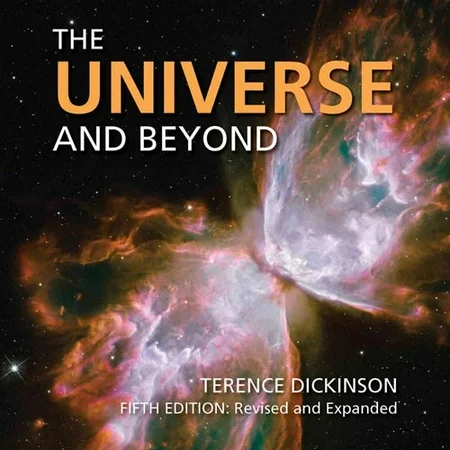 THE
UNIVERSE
AND BEYOND
TERENCE DICKINSON
FIFTH EDITION: Revised and Expanded